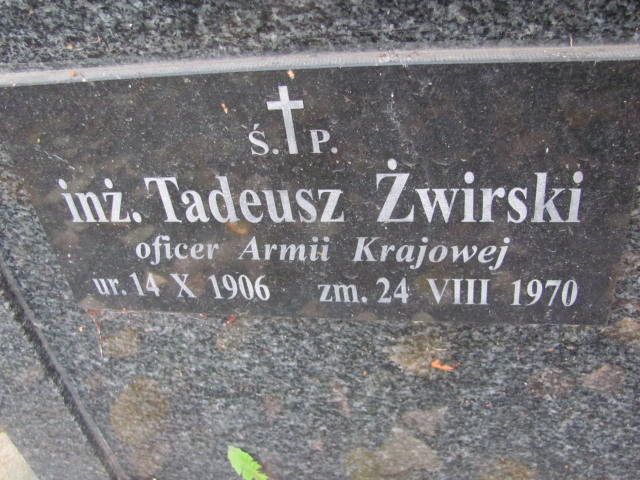 Ś. P.
inż. Tadeusz Żwirski
oficer Armii Krajowej
ur. 14 X 1906 zm. 24 VIII 1970